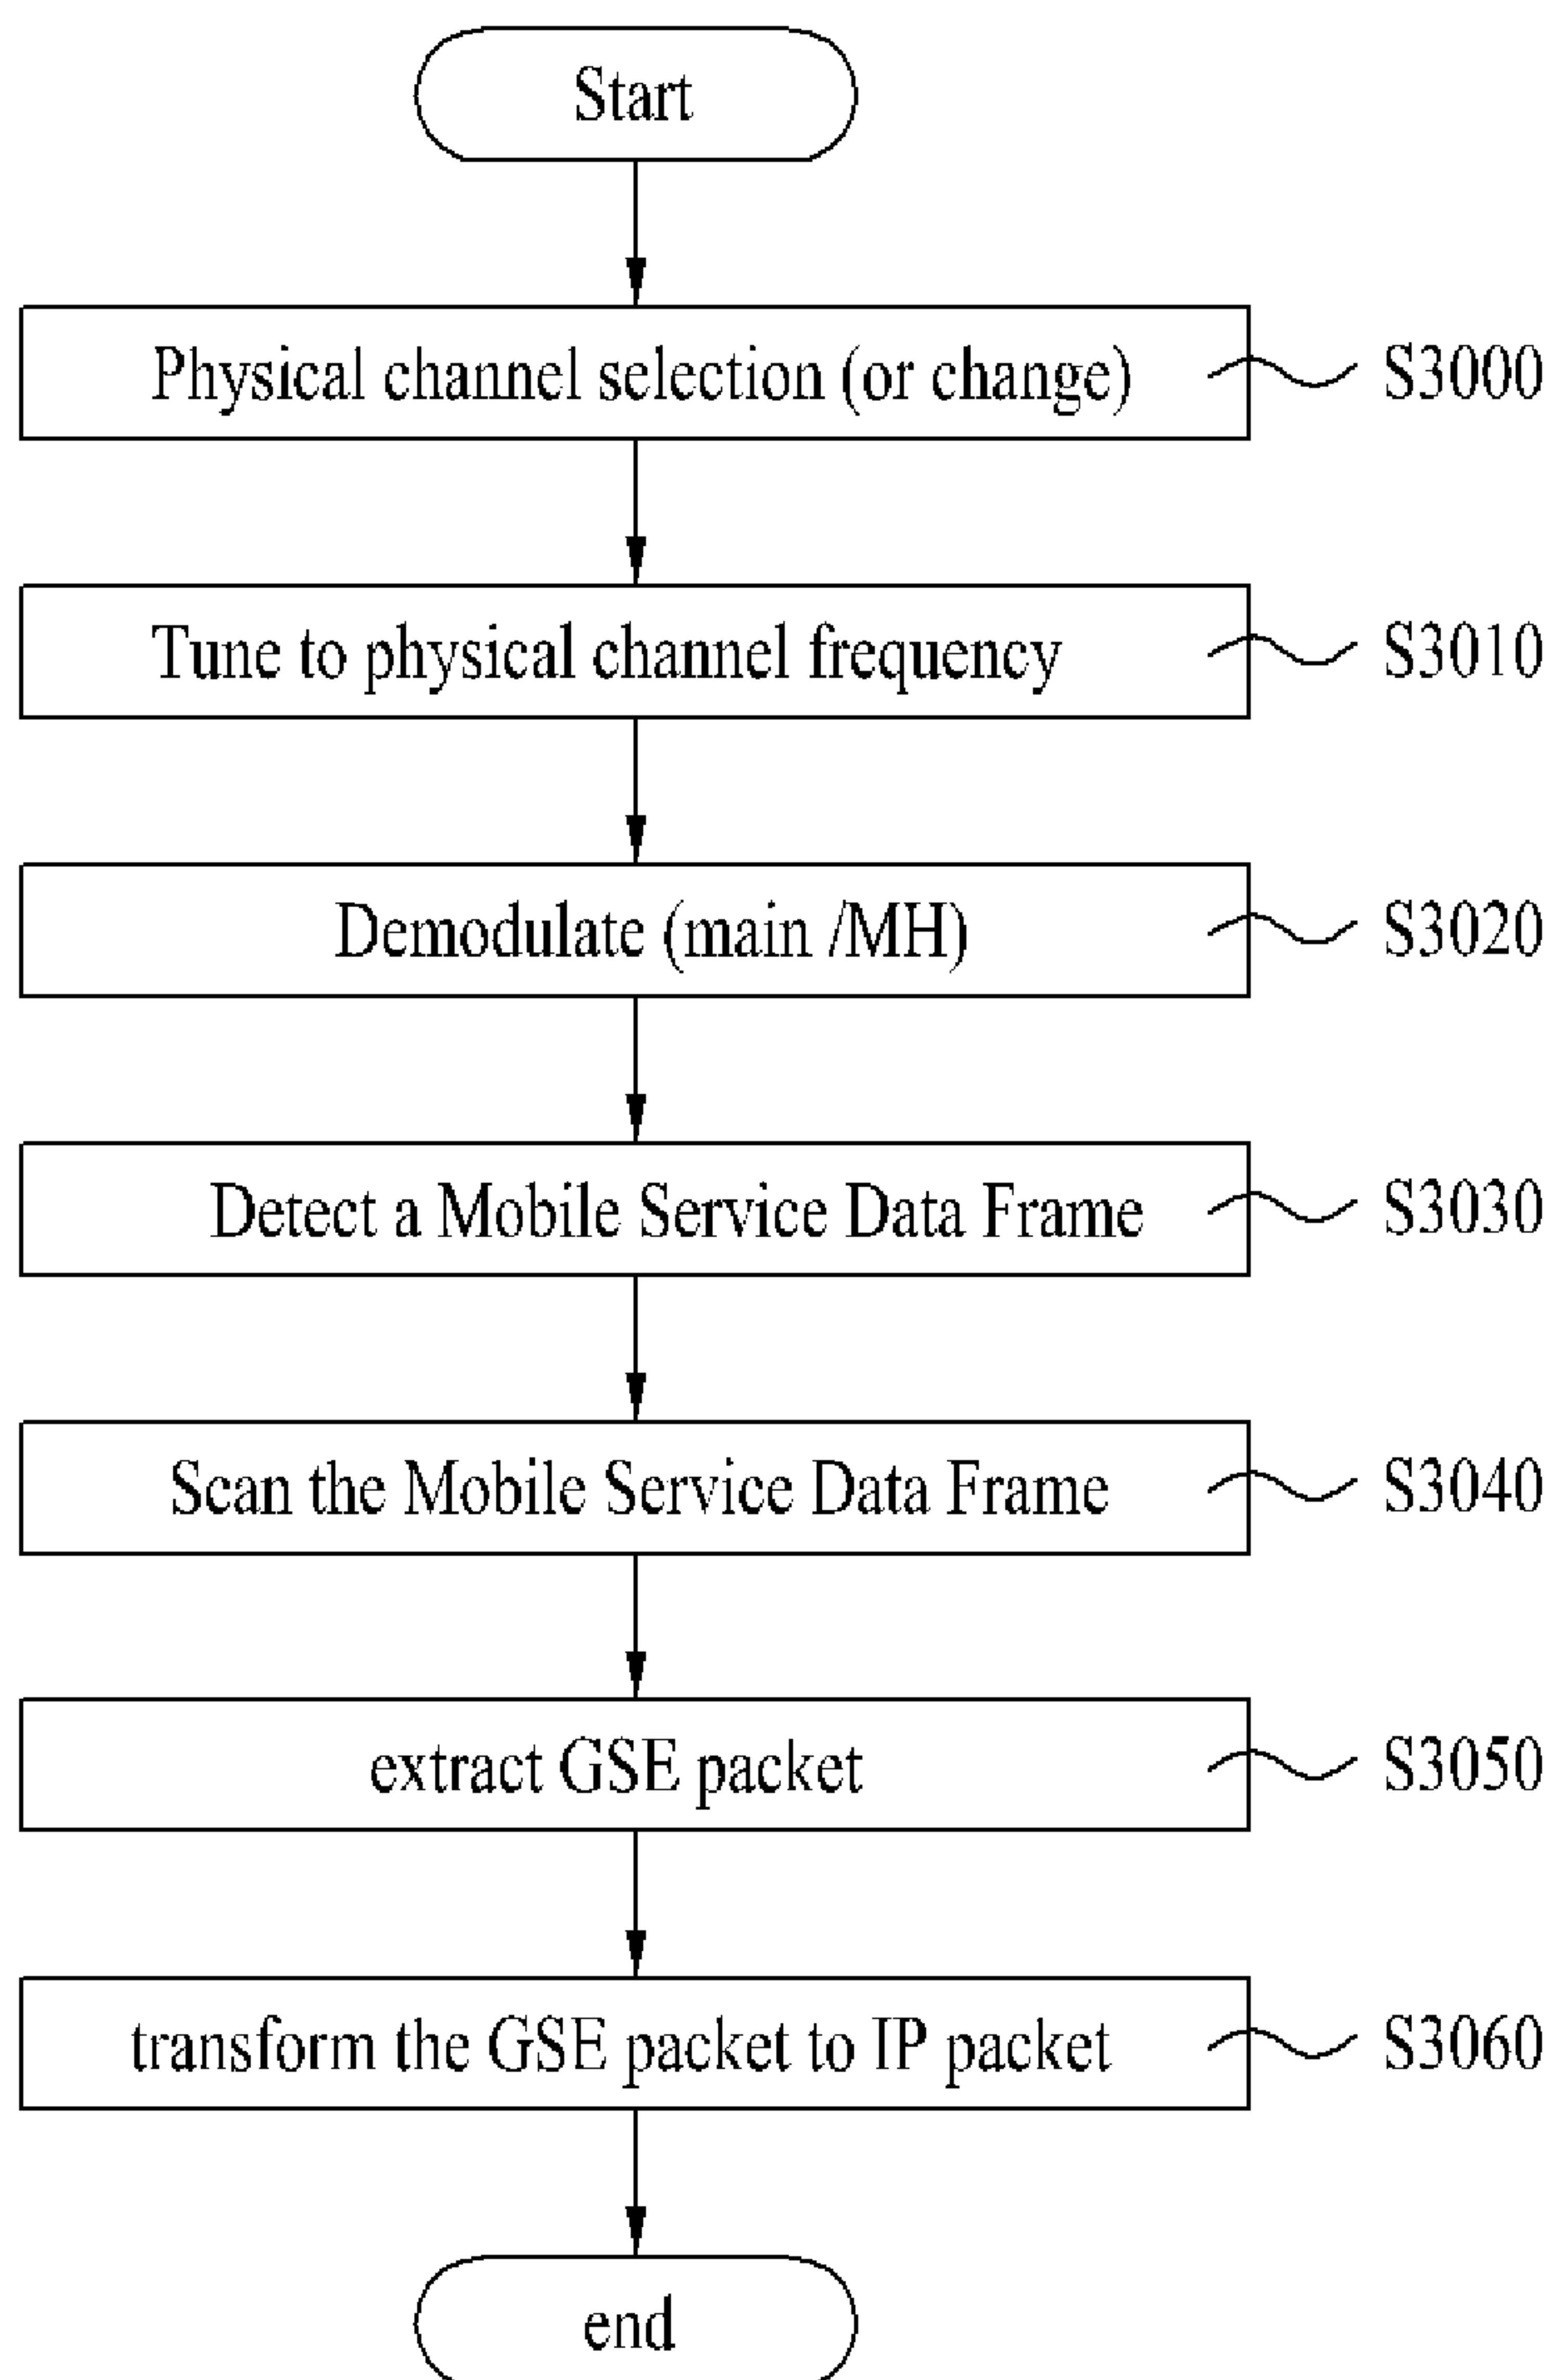 Start
Physical channel selection (or change)
S3000
Tune to physical channel frequency
S3010
Demodulate (main /MH)
S3020
Detect a Mobile Service Data Frame
S3030
Scan the Mobile Service Data Frame
S3040
extract GSE packet
S3050
transform the GSE packet to IP packet
S3060
end